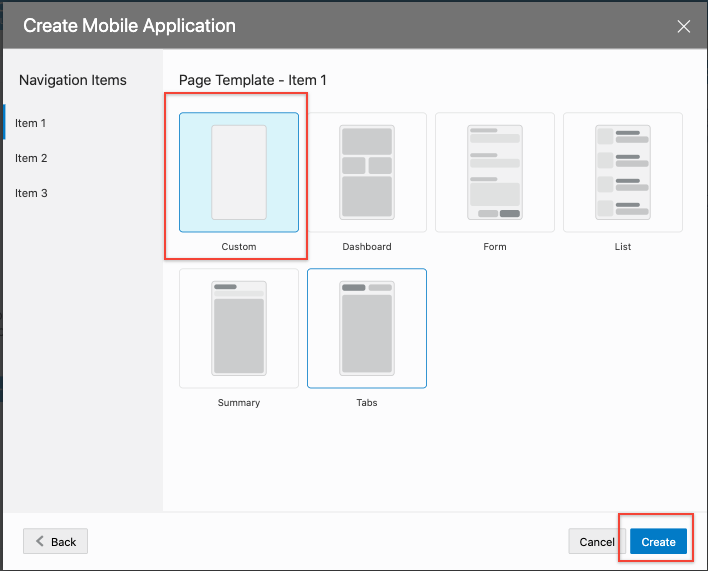 Create Mobile Application
Navigation Items
Item 1
Item 2
Item 3
Page Template - Item 1
Custom
Dashboard
Form
List
Summary
Tabs
Back
Cancel
Create